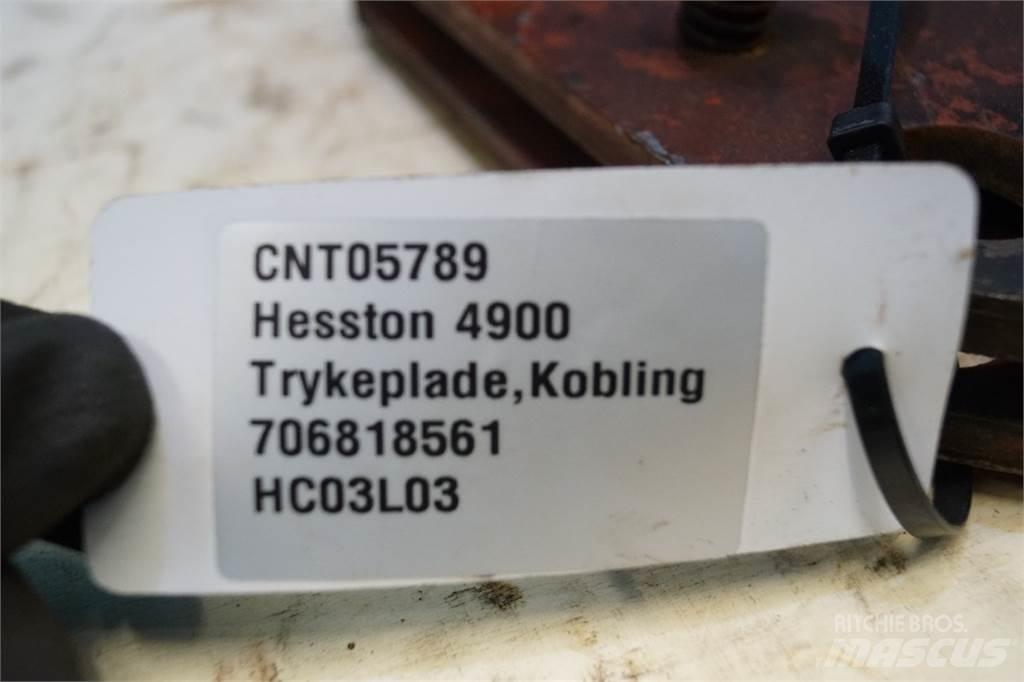 CNT05789
Hesston 4900
Trykeplade,Kobling
706818561
HC03L03
RITCHIE BROS.
MASCUS